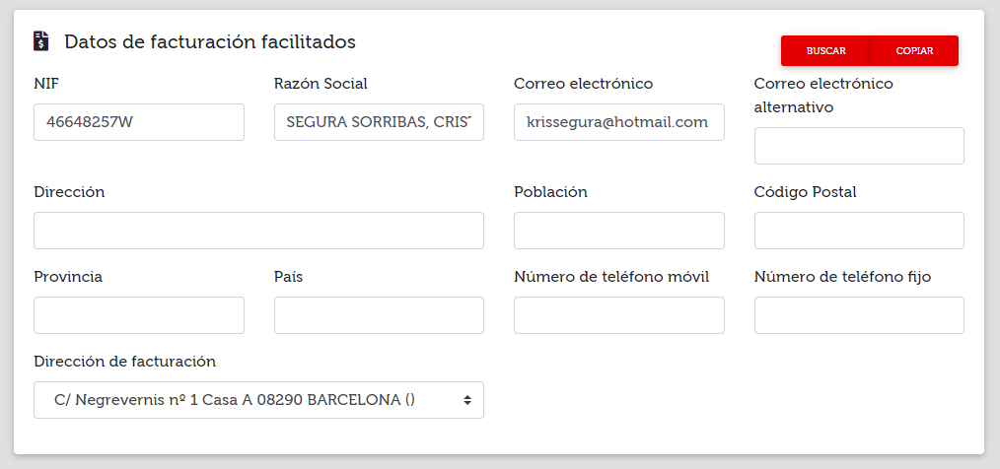 Datos de facturación facilitados
BUSCAR COPIAR
NIF
Razón Social
Correo electrónico
Correo electrónico
alternativo
46648257W
SEGURA SORRIBAS,
krissegura@hotmail.com
Dirección
Población
Código Postal
Provincia
País
Número de teléfono móvil
Número de teléfono fijo
Dirección de facturación
C/ Negrevernis nº 1 Casa A 08290 BARCELONA ()